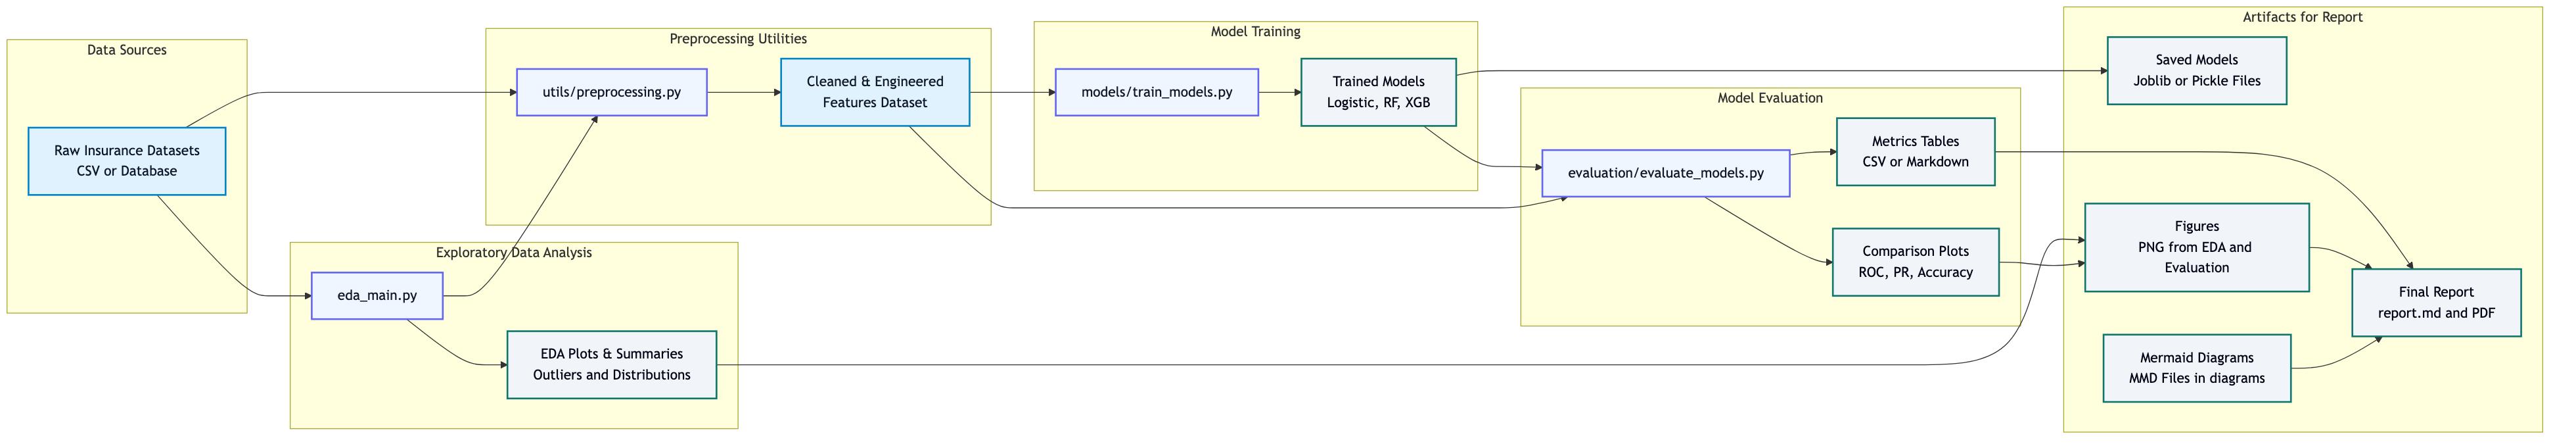 Data Sources
Raw Insurance Datasets
CSV or Database
Preprocessing Utilities
utils/preprocessing.py
Cleaned & Engineered
Features Dataset
Exploratory Data Analysis
eda_main.py
EDA Plots & Summaries
Outliers and Distributions
Model Training
models/train_models.py
Trained Models
Logistic, RF, XGB
Model Evaluation
evaluation/evaluate_models.py
Metrics Tables
CSV or Markdown
Comparison Plots
ROC, PR, Accuracy
Artifacts for Report
Saved Models
Joblib or Pickle Files
Figures
PNG from EDA and
Evaluation
Mermaid Diagrams
MMD Files in diagrams
Final Report
report.md and PDF